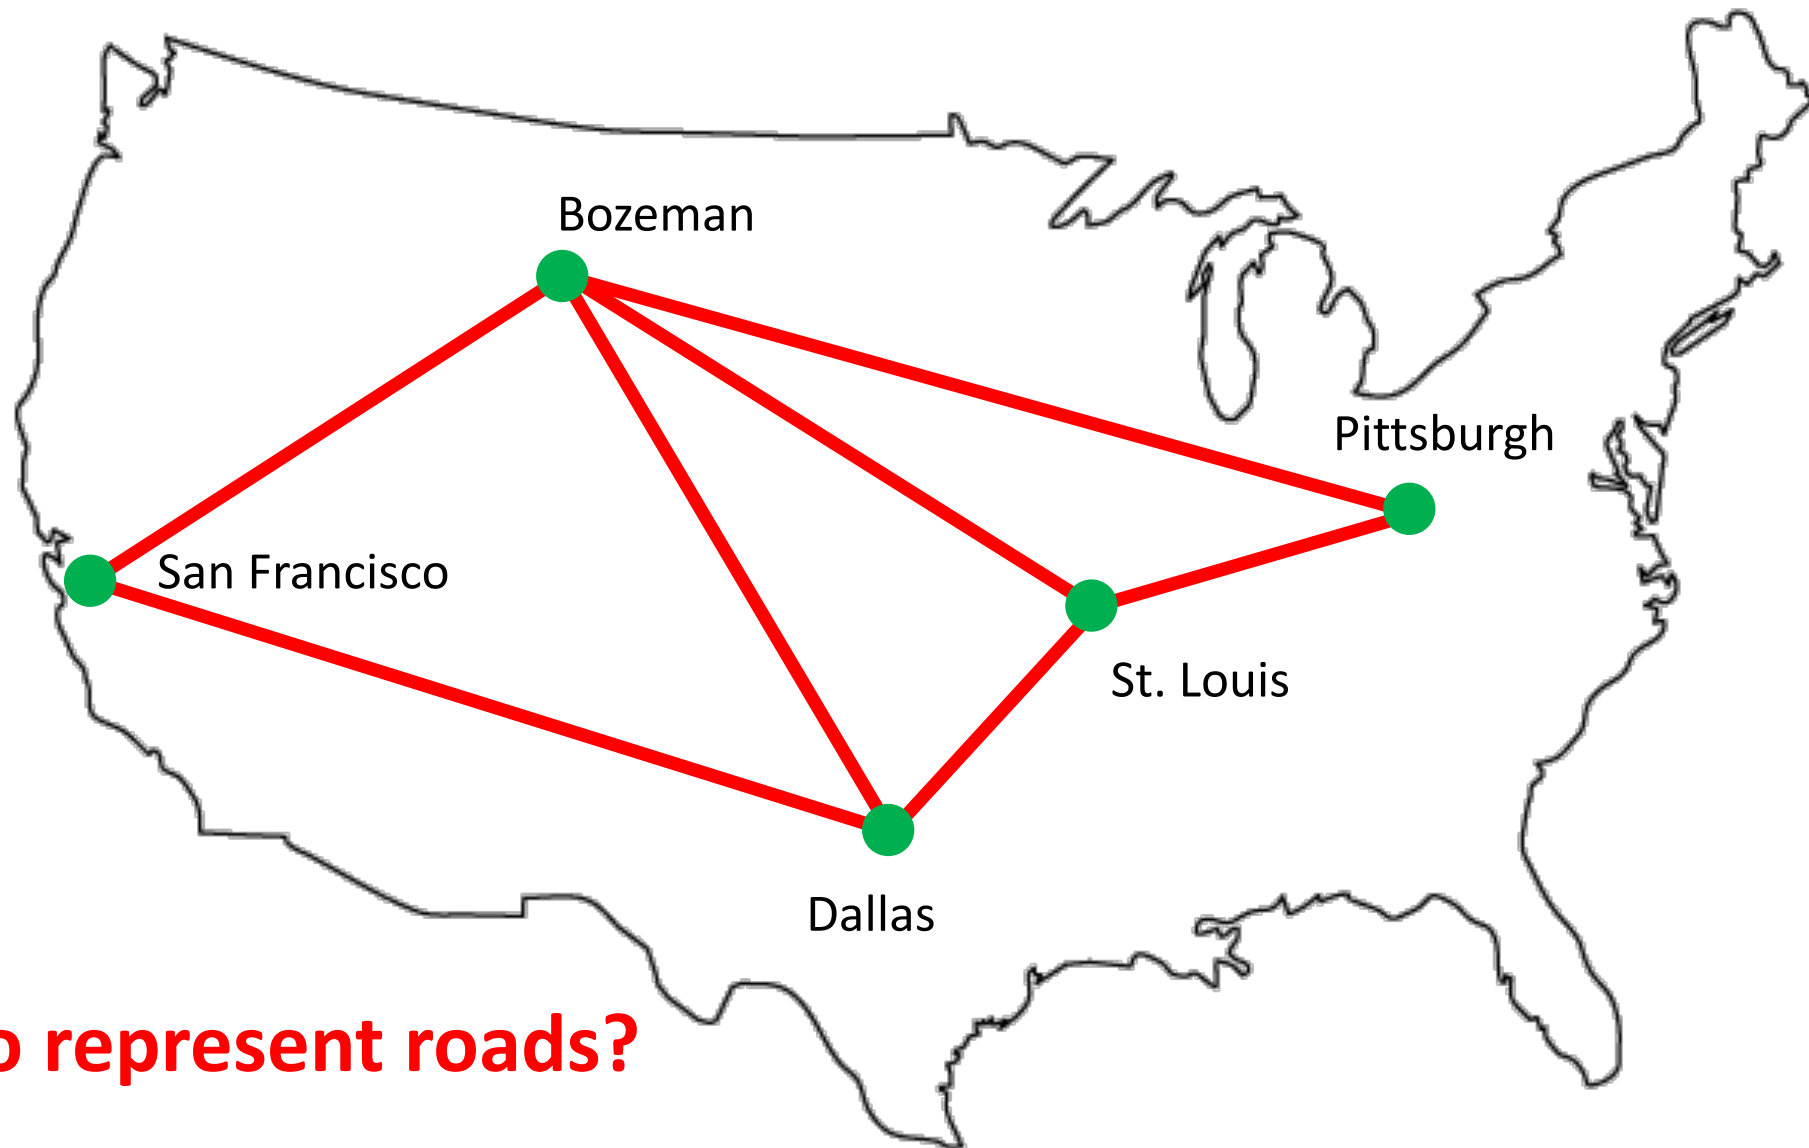 Bozeman
Pittsburgh
San Francisco
St. Louis
Dallas
o represent roads?